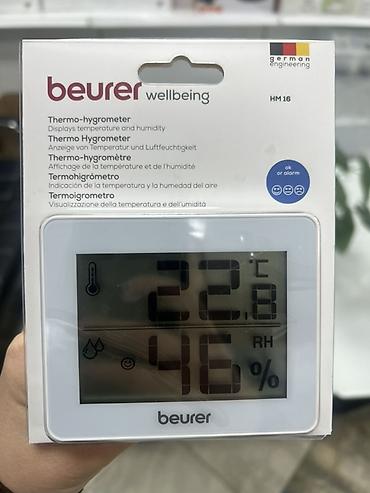 german
engineering
beurer wellbeing
HM 16
Thermo-hygrometer
Displays temperature and humidity
Thermo Hygrometer
Anzeige von Temperatur und Luftfeuchtigkeit
Thermo-hygromètre
Affichage de la température et de l'humidité
Termohigrómetro
Indicación de la temperatura y la humedad del aire
Termoigrometro
Visualizzazione della temperatura e dell'umidità
ok
or alarm
22,8 °C
46 RH %
beurer